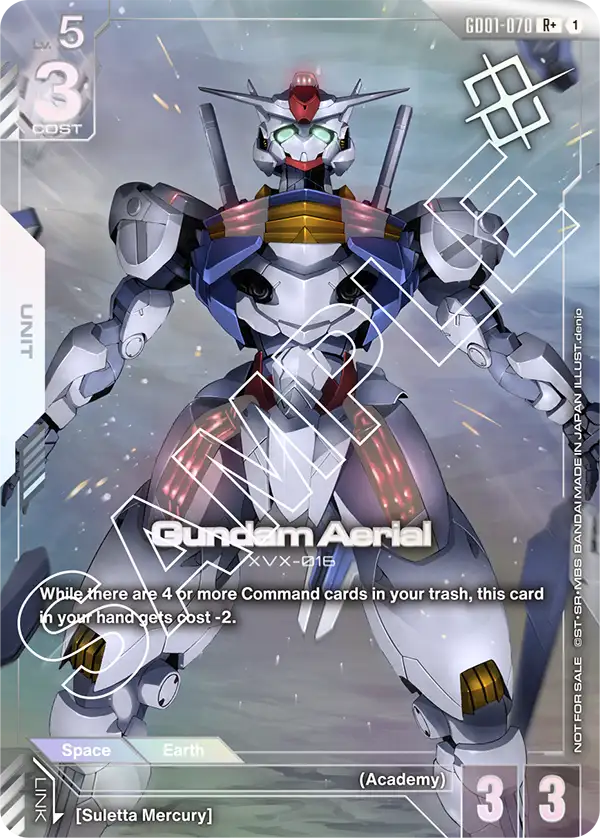 LV. 5
3
COST
GD01-070 R+ 1
UNIT
SAMPLE
Gundam Aerial
XVX-016
While there are 4 or more Command cards in your trash, this card
in your hand gets cost -2.
Space Earth
LINK
(Academy)
[Suletta Mercury]
3 3
NOT FOR SALE ©ST・SR・MBS BANDAI MADE IN JAPAN ILLUST.denjo